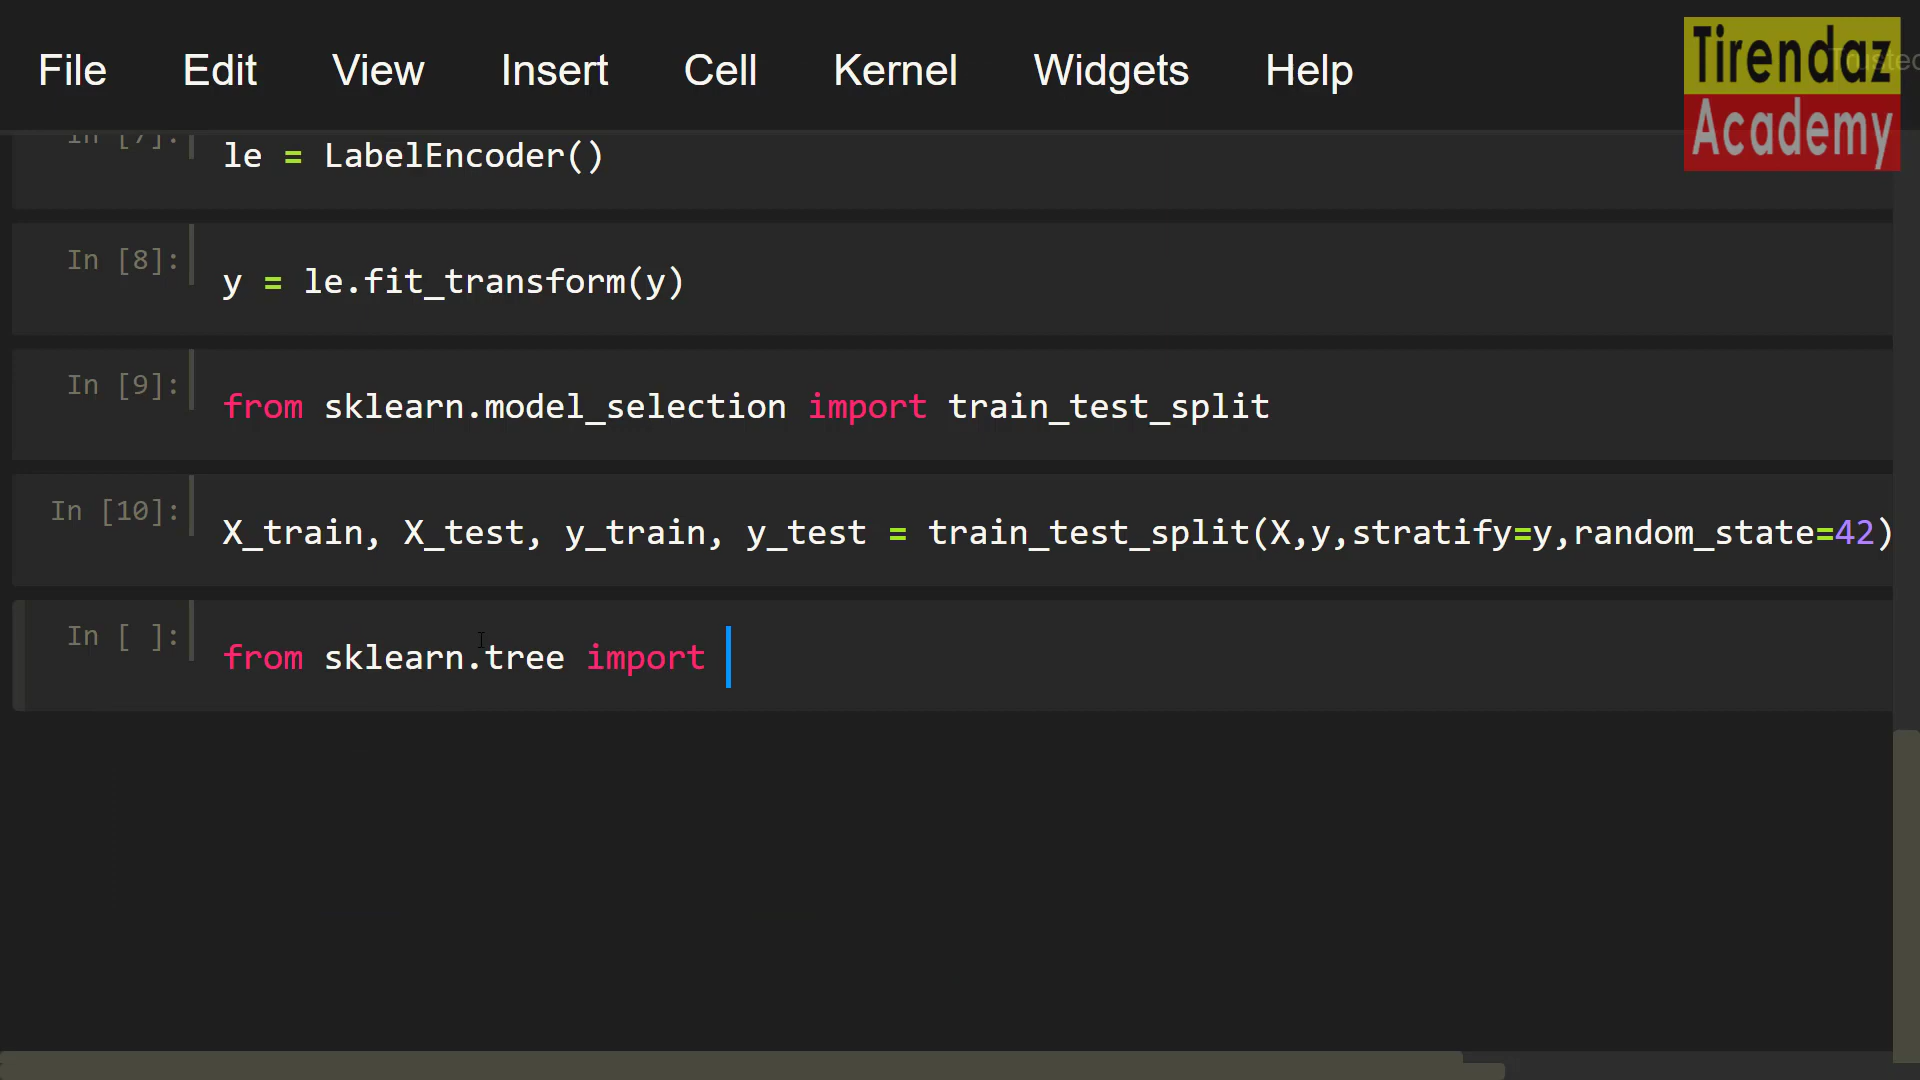 File Edit View Insert Cell Kernel Widgets Help
Tirendaz
Academy
In [7]:
le = LabelEncoder()
In [8]:
y = le.fit_transform(y)
In [9]:
from sklearn.model_selection import train_test_split
In [10]:
X_train, X_test, y_train, y_test = train_test_split(X,y,stratify=y,random_state=42)
In [ ]:
from sklearn.tree import